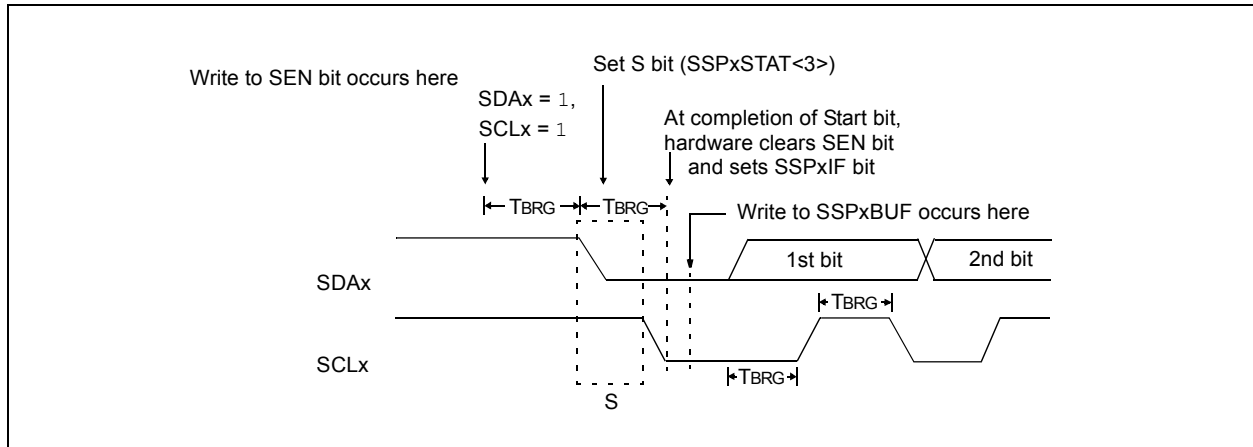 Set S bit (SSPxSTAT<3>)
Write to SEN bit occurs here
SDAx = 1,
SCLx = 1
At completion of Start bit,
hardware clears SEN bit
and sets SSPxIF bit
TBRG TBRG
Write to SSPxBUF occurs here
SDAx
1st bit 2nd bit
TBRG
SCLx
TBRG
S